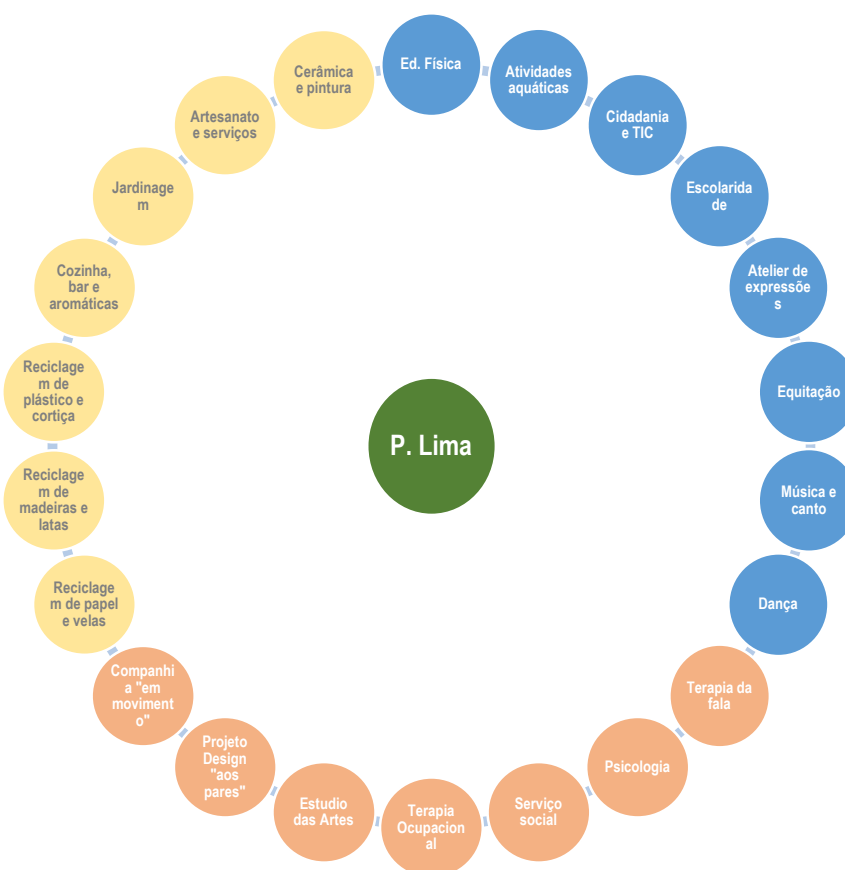 Ed. Física
Atividades
aquáticas
Cidadania
e TIC
Escolarida
de
Atelier de
expressõe
s
Equitação
Música e
canto
Dança
Terapia da
fala
Psicologia
Serviço
social
Terapia
Ocupacion
al
Estudio
das Artes
Projeto
Design
"aos
pares"
Companhi
a "em
moviment
o"
Reciclage
m de papel
e velas
Reciclage
m de
madeiras e
latas
Reciclage
m de
plástico e
cortiça
Cozinha,
bar e
aromáticas
Jardinage
m
Artesanato
e serviços
Cerâmica
e pintura
P. Lima